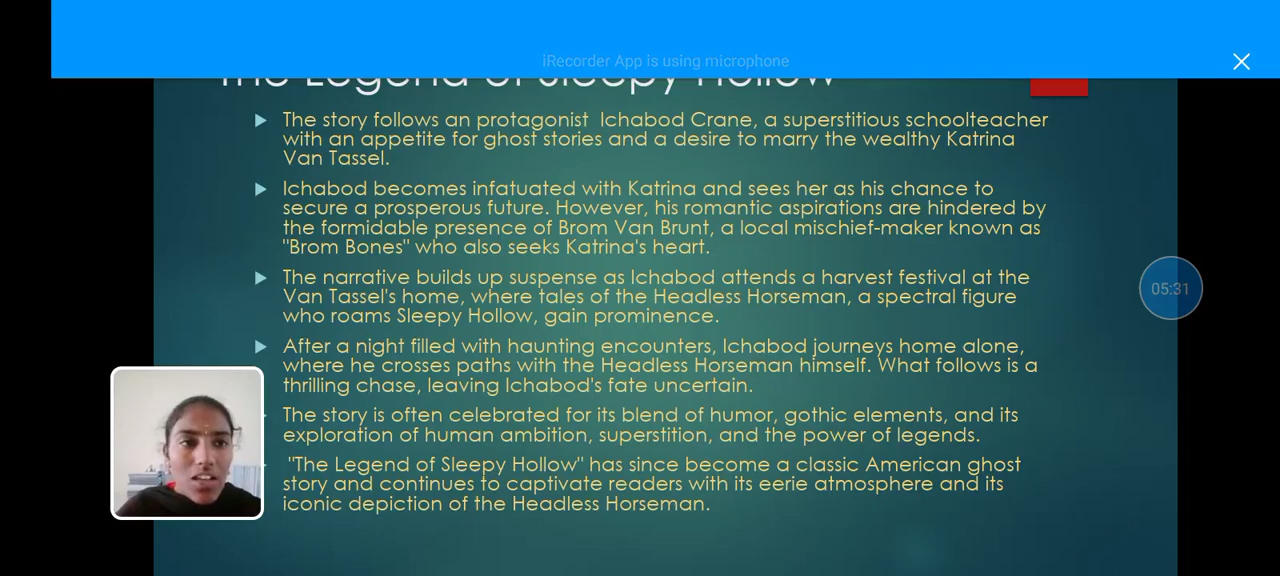 iRecorder App is using microphone
The Legend of Sleepy Hollow
The story follows an protagonist Ichabod Crane, a superstitious schoolteacher
with an appetite for ghost stories and a desire to marry the wealthy Katrina
Van Tassel.
Ichabod becomes infatuated with Katrina and sees her as his chance to
secure a prosperous future. However, his romantic aspirations are hindered by
the formidable presence of Brom Van Brunt, a local mischief-maker known as
"Brom Bones" who also seeks Katrina's heart.
The narrative builds up suspense as Ichabod attends a harvest festival at the
Van Tassel's home, where tales of the Headless Horseman, a spectral figure
who roams Sleepy Hollow, gain prominence.
05:31
After a night filled with haunting encounters, Ichabod journeys home alone,
where he crosses paths with the Headless Horseman himself. What follows is a
thrilling chase, leaving Ichabod's fate uncertain.
The story is often celebrated for its blend of humor, gothic elements, and its
exploration of human ambition, superstition, and the power of legends.
"The Legend of Sleepy Hollow" has since become a classic American ghost
story and continues to captivate readers with its eerie atmosphere and its
iconic depiction of the Headless Horseman.